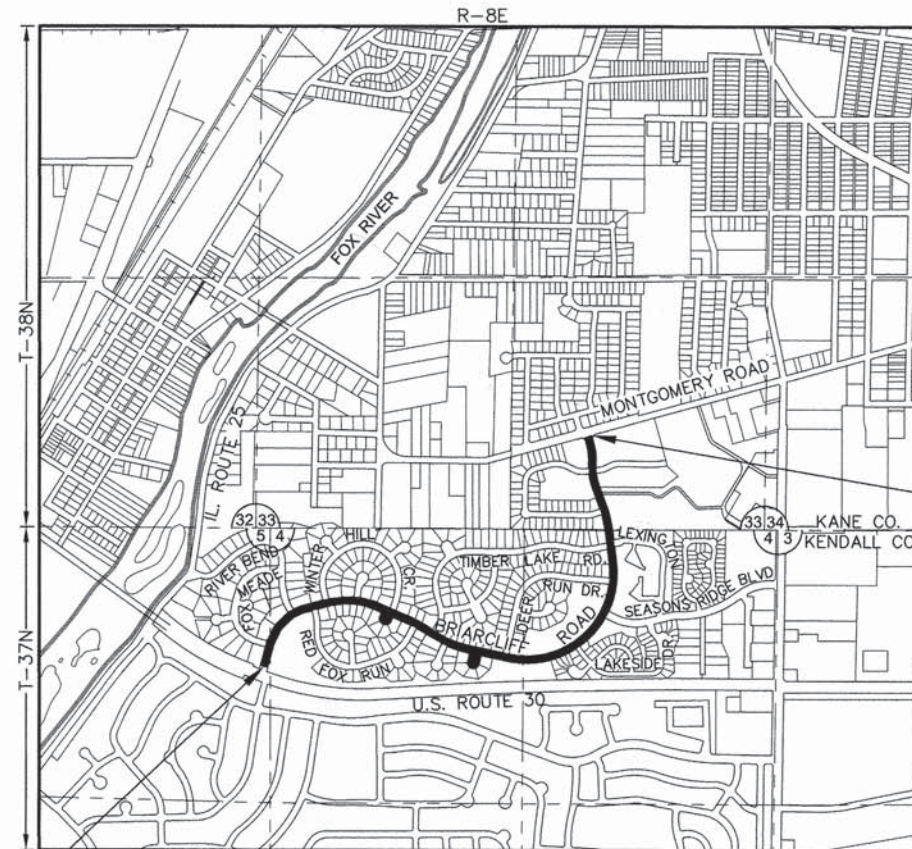 R-8E
FOX RIVER
T-38N
MONTGOMERY ROAD
IL. ROUTE 25
32 33
5 4
33 34
4 3
KANE CO.
KENDALL CO
HILL
LEXINGTON
RIVER BEND
WINTER
CR.
TIMBER LAKE RD.
MEADE
FOX
RUN DR.
DEER
SEASONS RIDGE BLVD
BRIARCLIFF
ROAD
RED
FOX RUN
LAKESIDE DR
T-37N
U.S. ROUTE 30